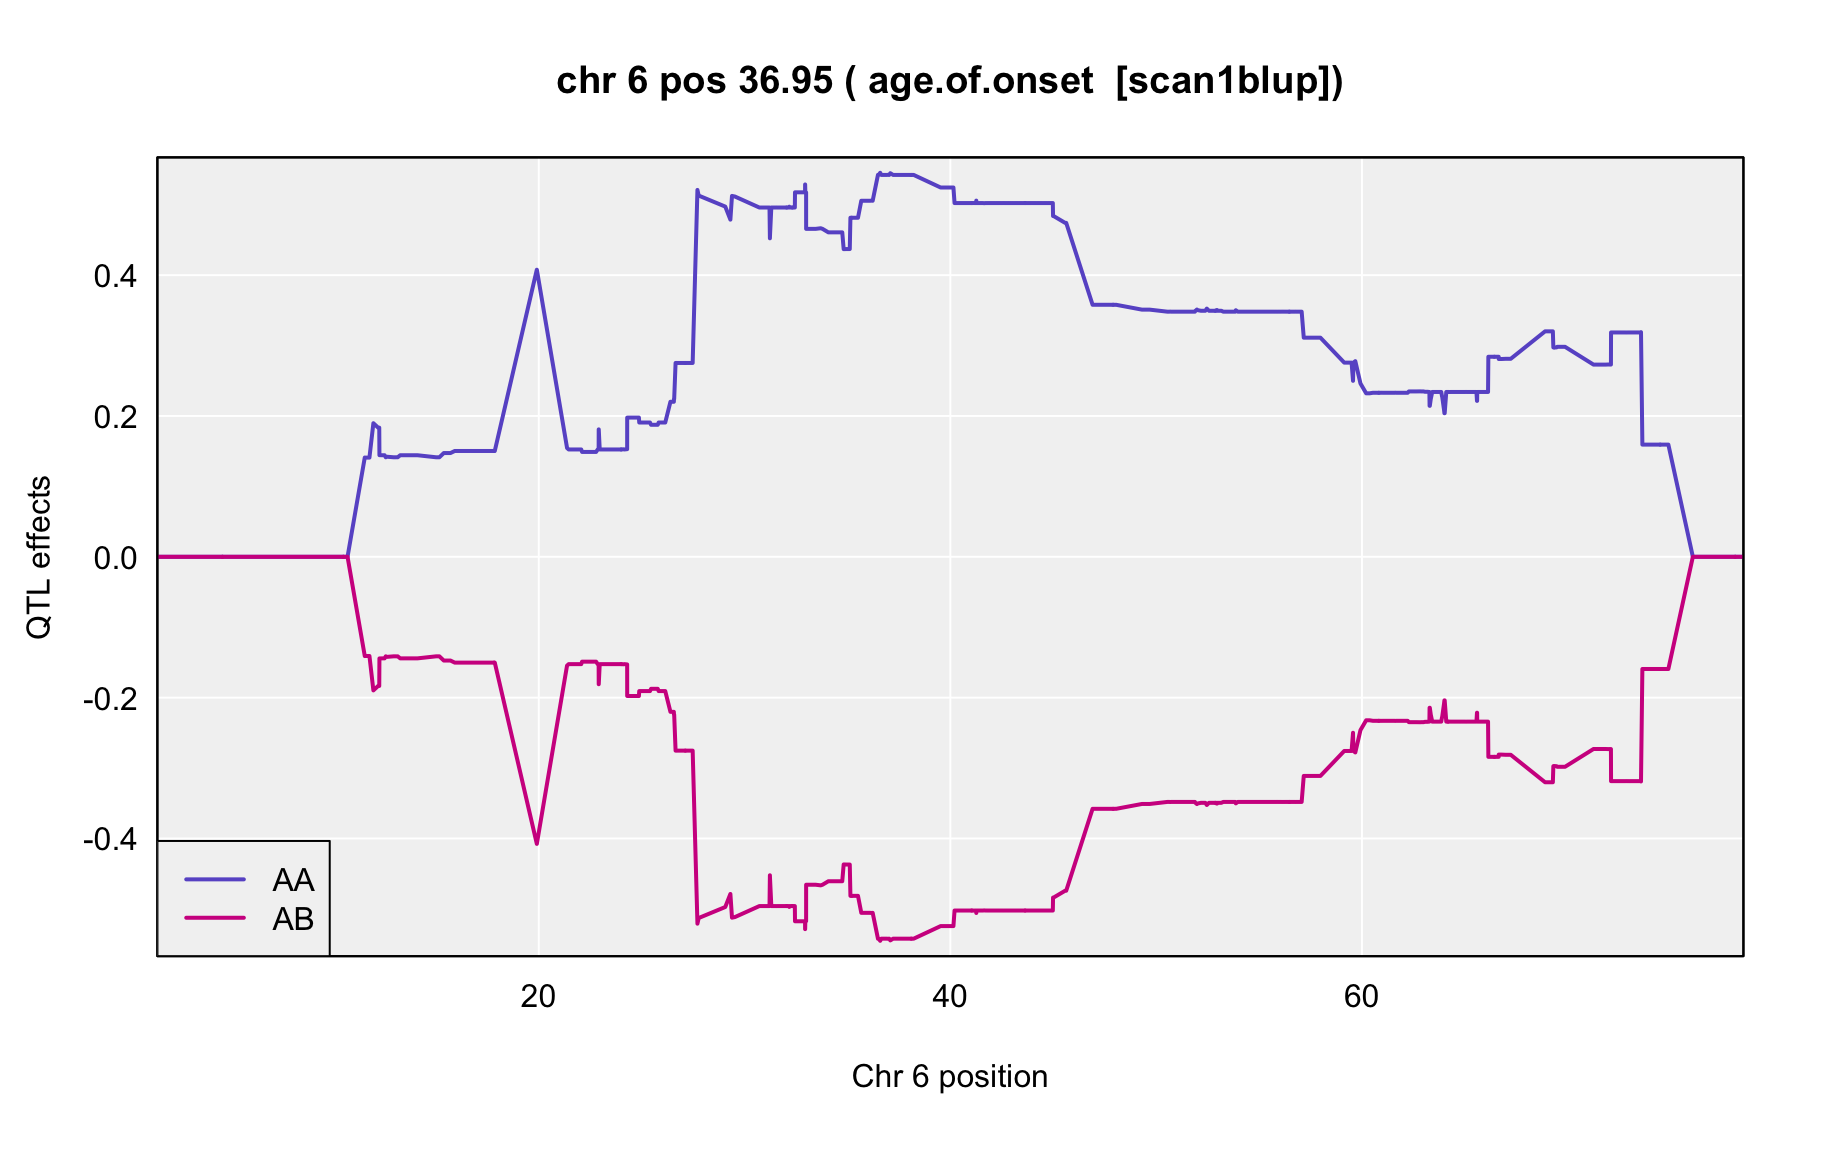 chr 6 pos 36.95 ( age.of.onset  [scan1blup])
QTL effects
0.4
0.2
0.0
-0.2
-0.4
AA
AB
20 40 60
Chr 6 position